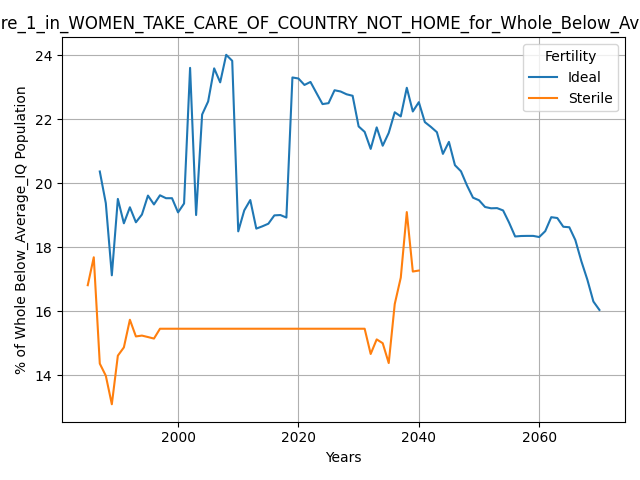 re_1_in_WOMEN_TAKE_CARE_OF_COUNTRY_NOT_HOME_for_Whole_Below_Av
% of Whole Below_Average_IQ Population
24
22
20
18
16
14
Fertility
Ideal
Sterile
2000
2020
2040
2060
Years